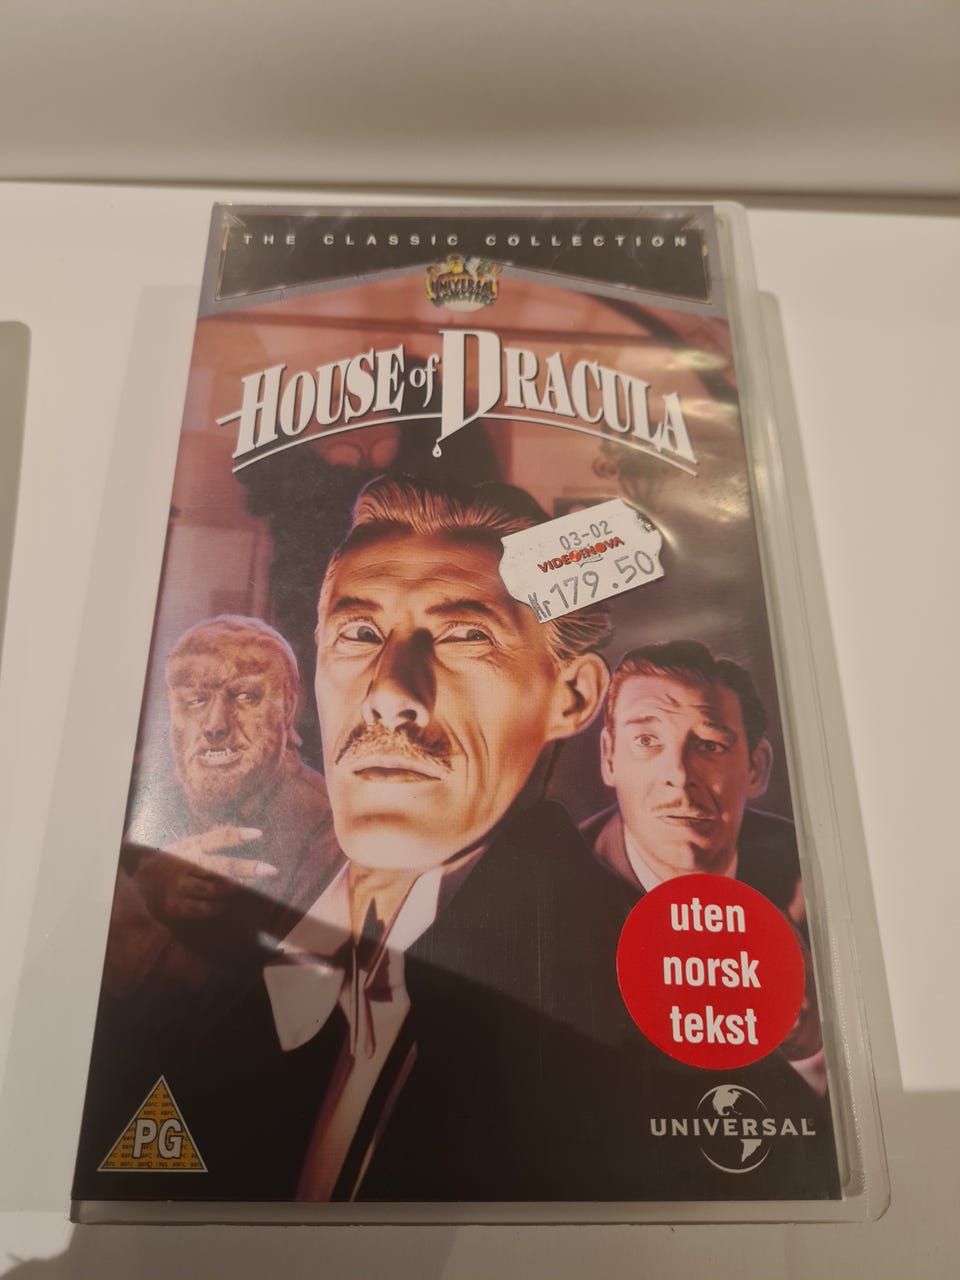 THE CLASSIC COLLECTION
UNIVERSAL
MONSTERS
HOUSE of DRACULA
03-02
VIDEONOVA
Kr 179.50
uten
norsk
tekst
PG
UNIVERSAL